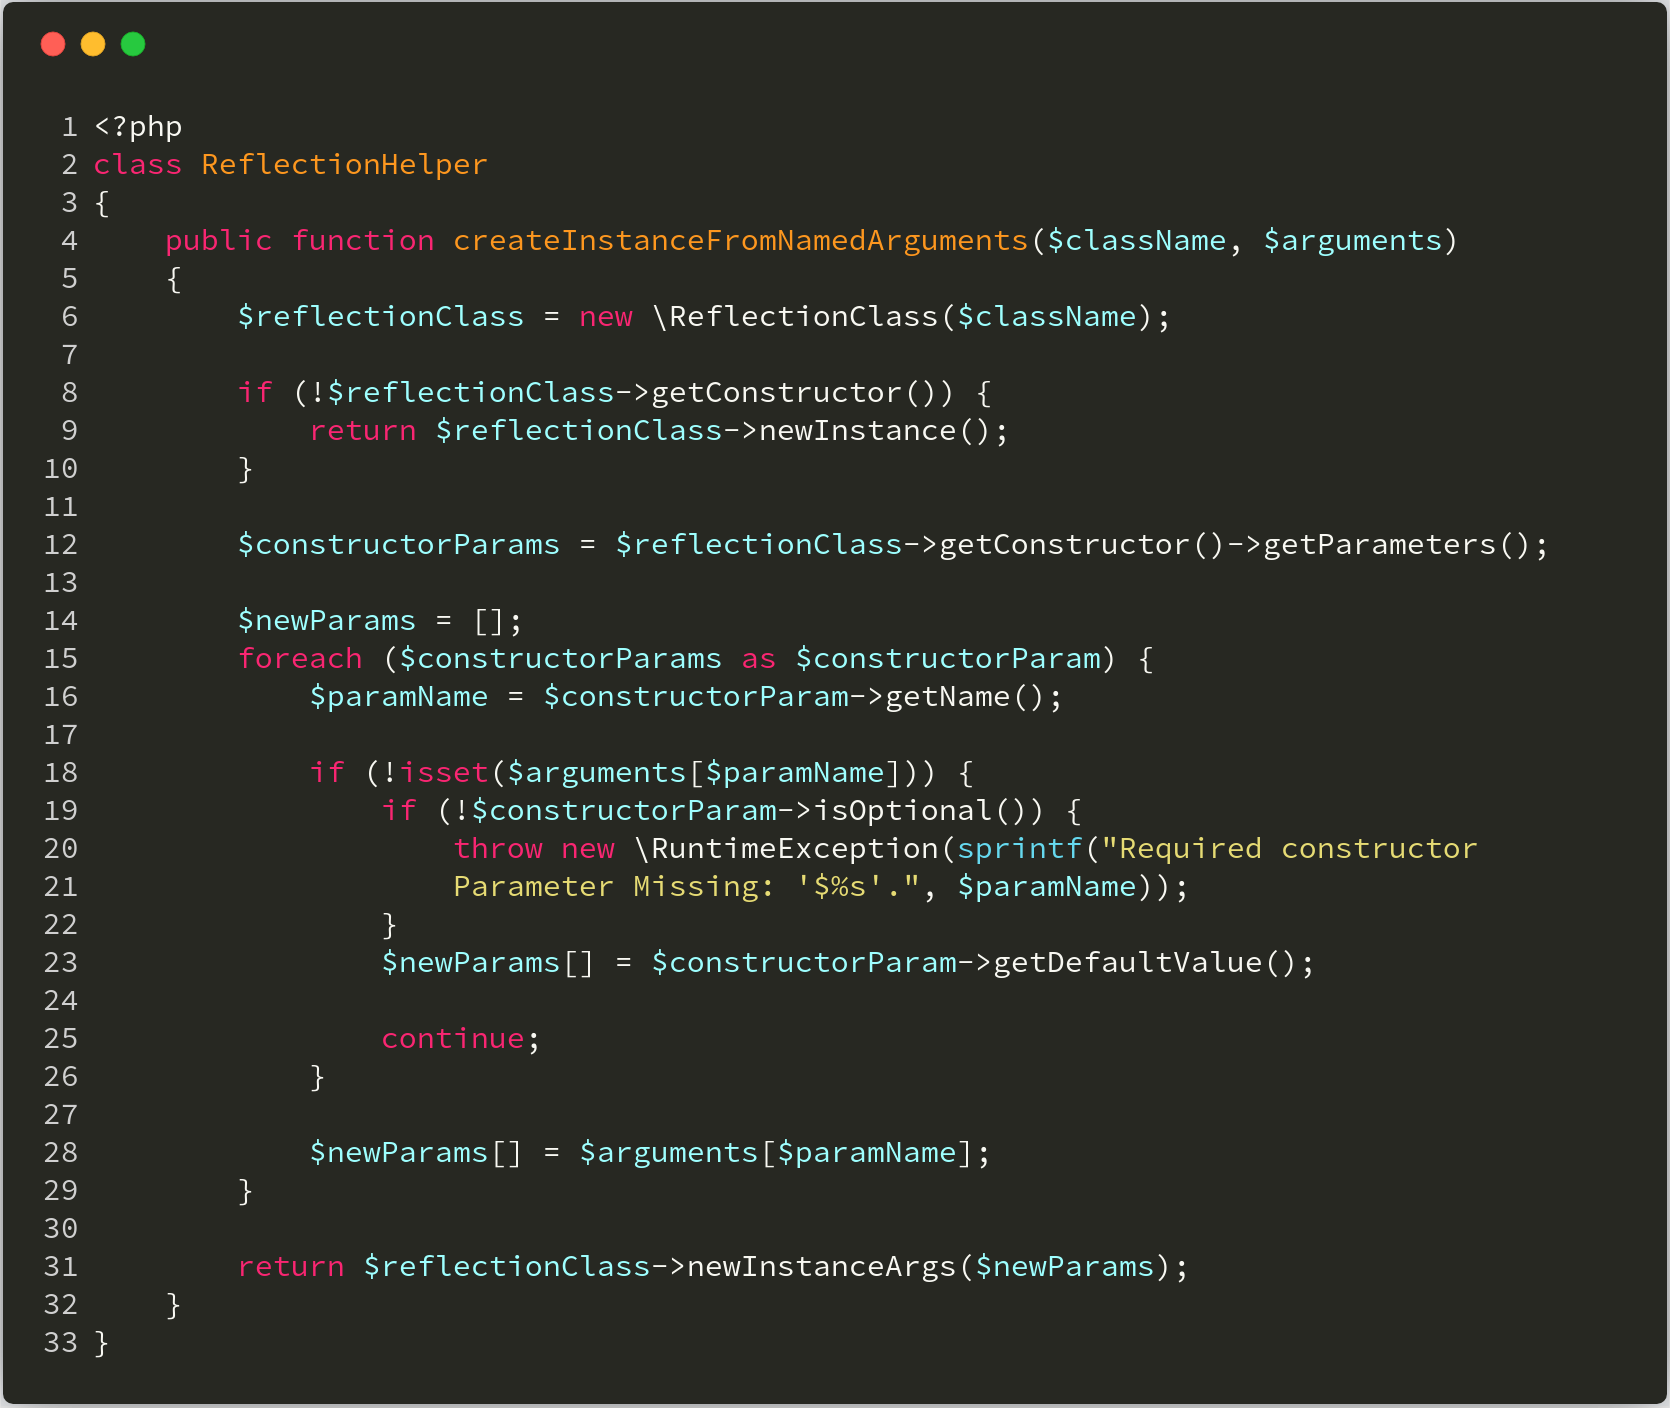 1 <?php
2 class ReflectionHelper
3 {
4     public function createInstanceFromNamedArguments($className, $arguments)
5     {
6         $reflectionClass = new \ReflectionClass($className);
7
8         if (!$reflectionClass->getConstructor()) {
9             return $reflectionClass->newInstance();
10         }
11
12         $constructorParams = $reflectionClass->getConstructor()->getParameters();
13
14         $newParams = [];
15         foreach ($constructorParams as $constructorParam) {
16             $paramName = $constructorParam->getName();
17
18             if (!isset($arguments[$paramName])) {
19                 if (!$constructorParam->isOptional()) {
20                     throw new \RuntimeException(sprintf("Required constructor
21                     Parameter Missing: '$%s'.", $paramName));
22                 }
23                 $newParams[] = $constructorParam->getDefaultValue();
24
25                 continue;
26             }
27
28             $newParams[] = $arguments[$paramName];
29         }
30
31         return $reflectionClass->newInstanceArgs($newParams);
32     }
33 }